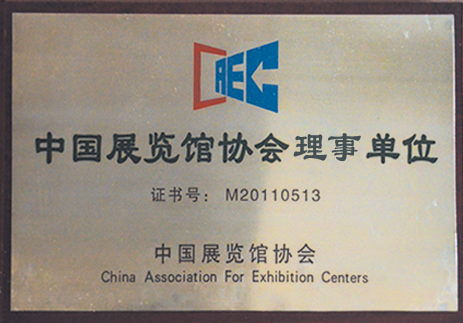 CAEC
中国展览馆协会理事单位
证书号: M20110513
中国展览馆协会
China Association For Exhibition Centers